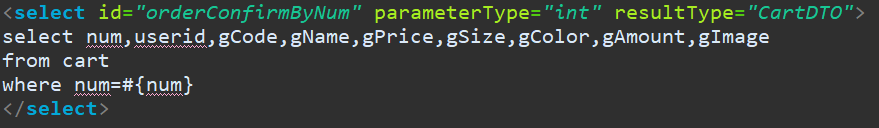 <select id="orderConfirmByNum" parameterType="int" resultType="CartDTO">
select num,userid,gCode,gName,gPrice,gSize,gColor,gAmount,gImage
from cart
where num=#{num}
</select>